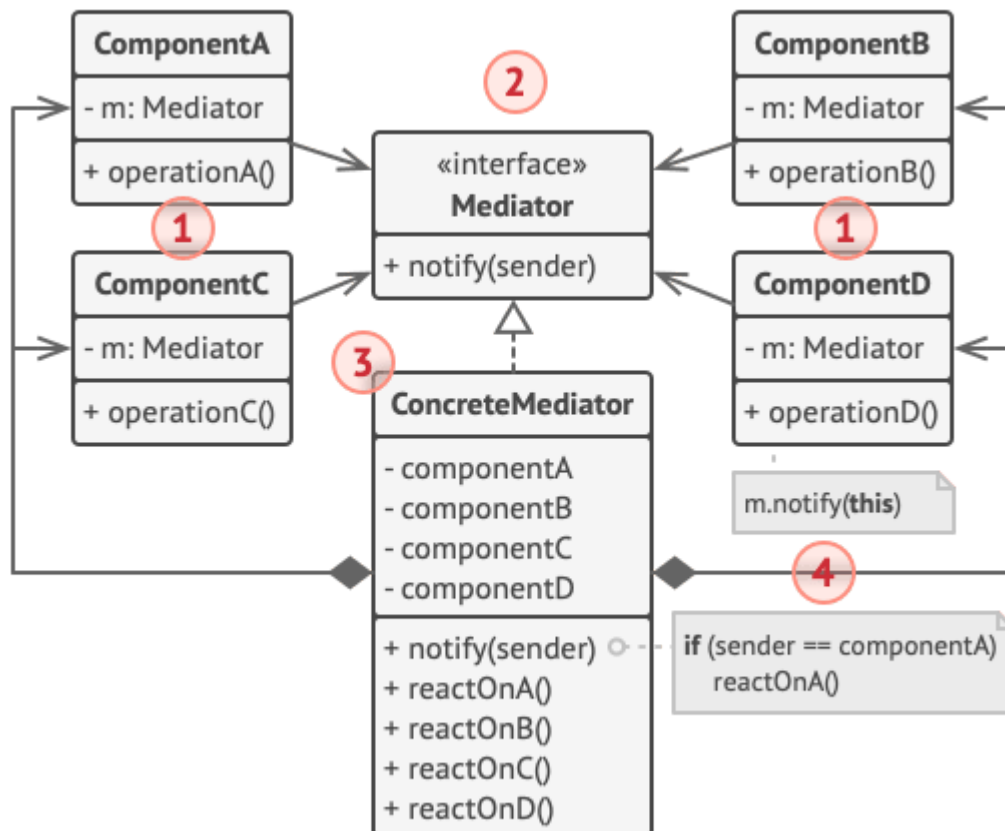 ComponentA
- m: Mediator
+ operationA()
1
ComponentC
- m: Mediator
+ operationC()
2
«interface»
Mediator
+ notify(sender)
3
ConcreteMediator
- componentA
- componentB
- componentC
- componentD
+ notify(sender)
+ reactOnA()
+ reactOnB()
+ reactOnC()
+ reactOnD()
ComponentB
- m: Mediator
+ operationB()
1
ComponentD
- m: Mediator
+ operationD()
m.notify(this)
4
if (sender == componentA)
reactOnA()